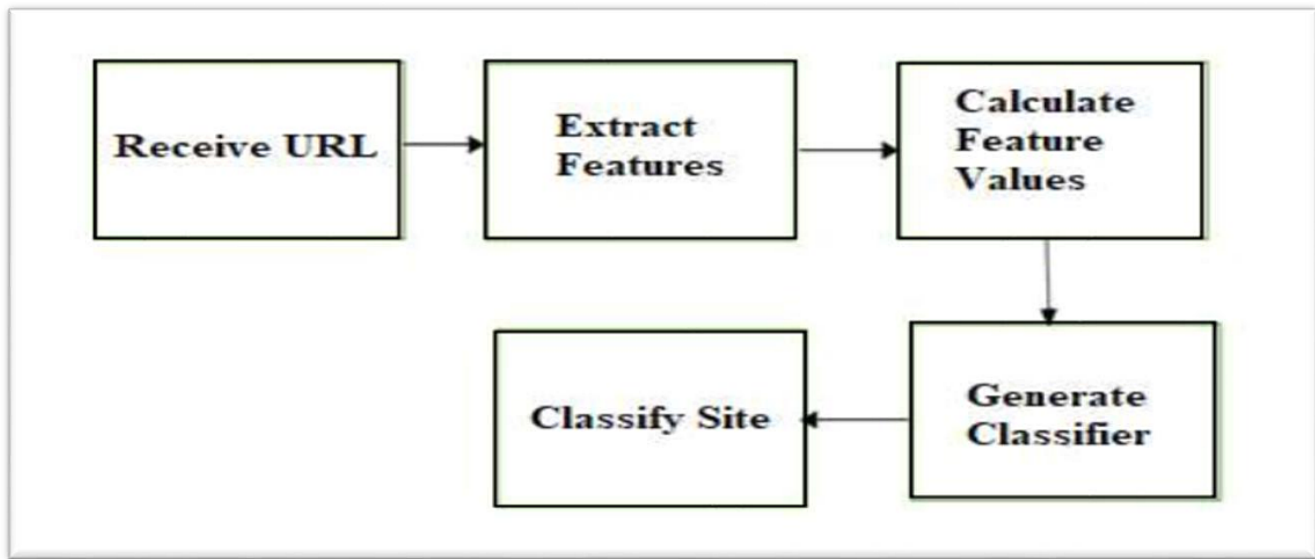 Receive URL
Extract
Features
Calculate
Feature
Values
Generate
Classifier
Classify Site